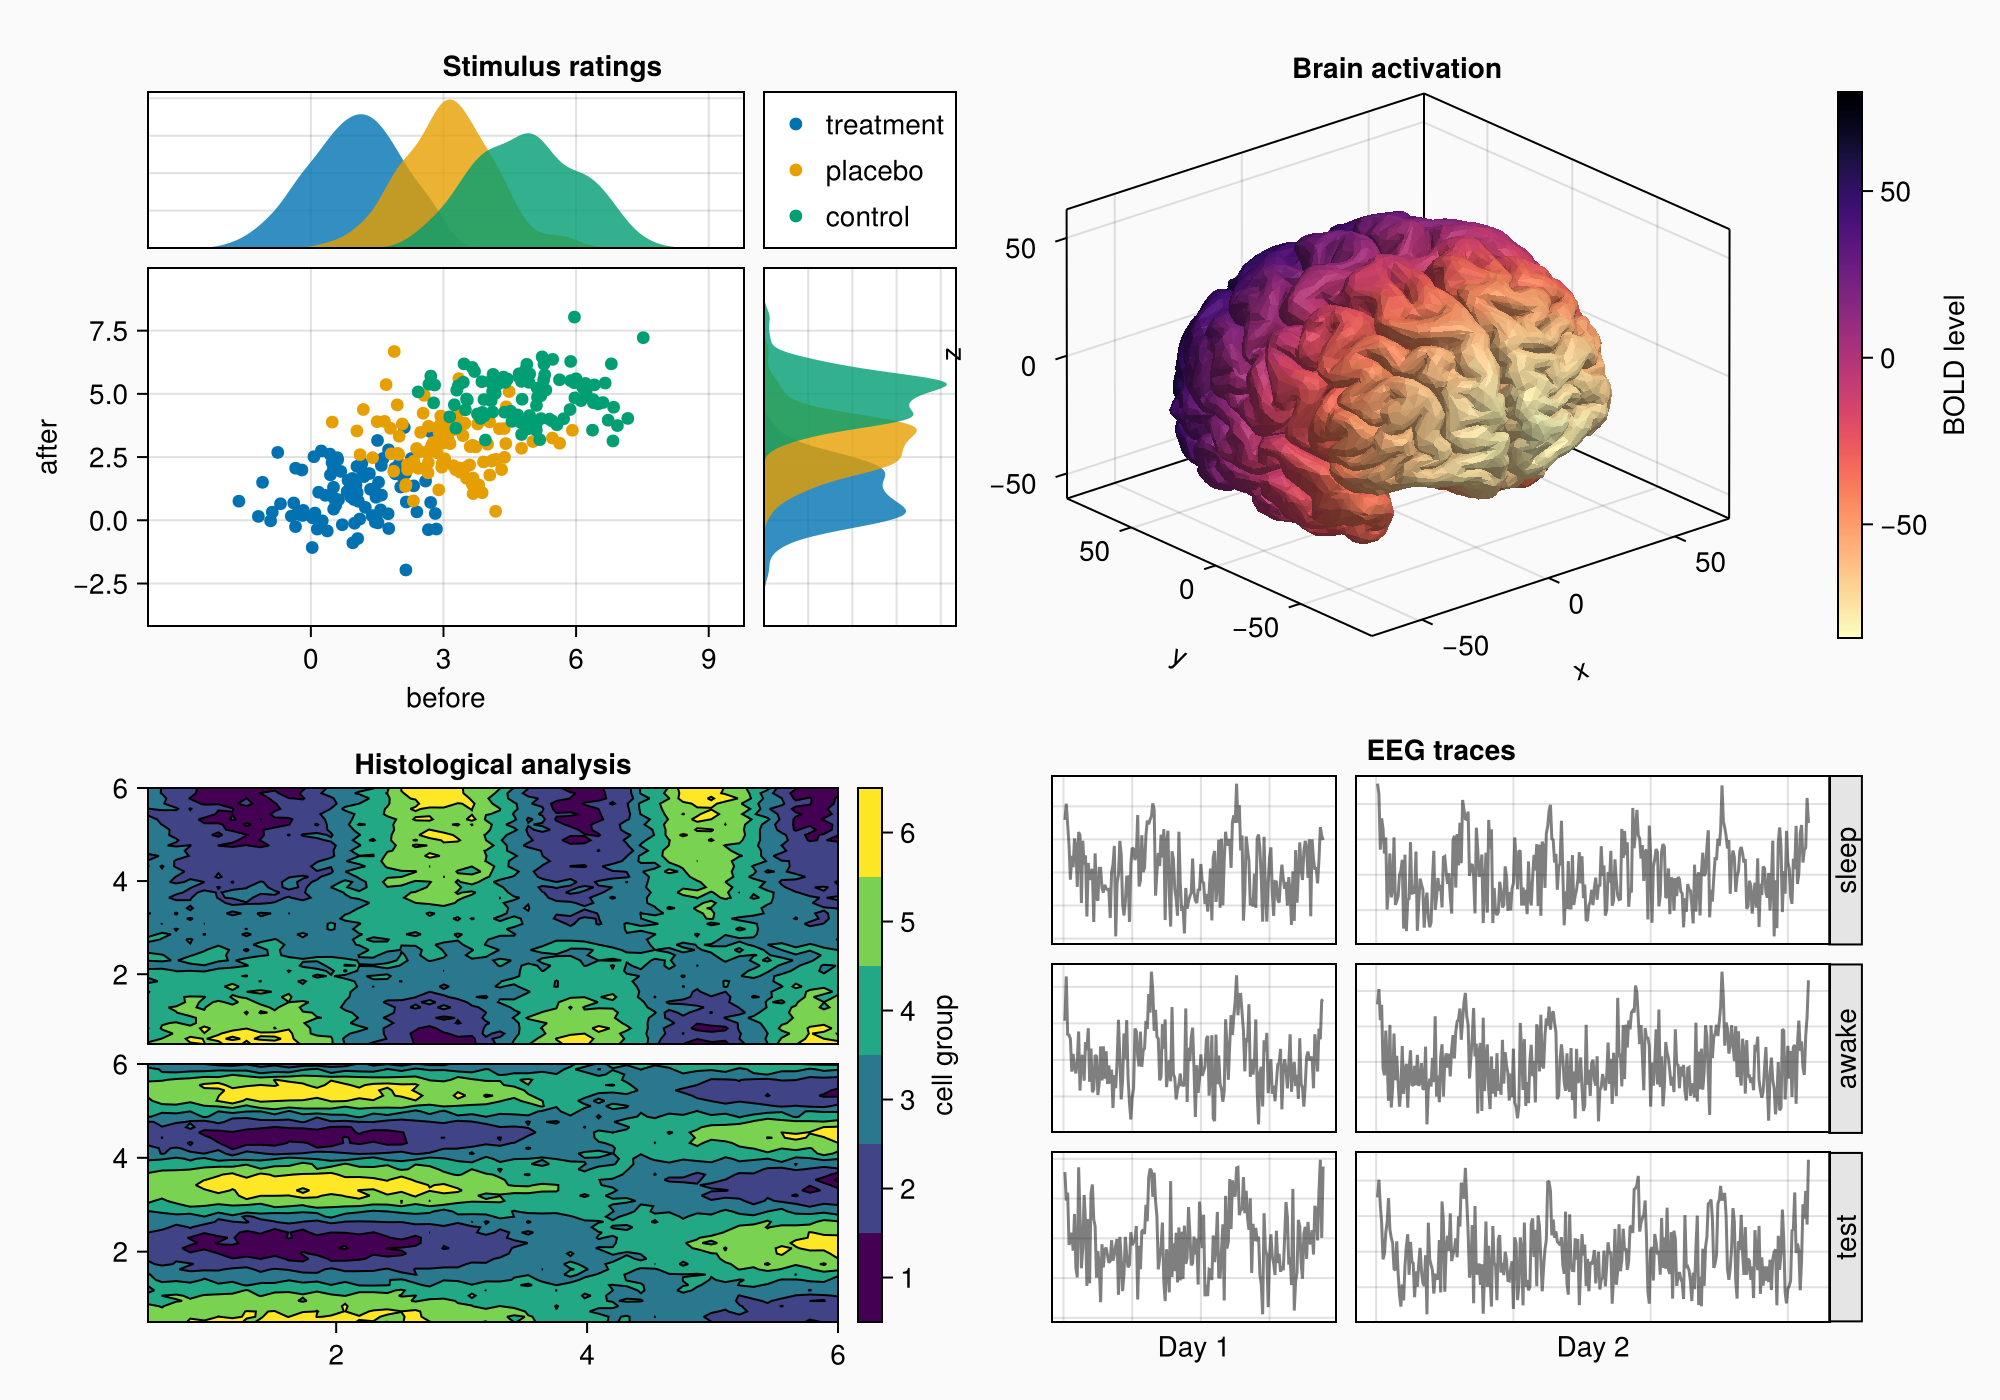 Stimulus ratings
treatment
placebo
control
after
7.5
5.0
2.5
0.0
−2.5
0
3
6
9
before
Brain activation
z
50
0
−50
50
0
−50
y
−50
0
50
x
50
0
−50
BOLD level
Histological analysis
6
4
2
6
4
2
2
4
6
6
5
4
3
2
1
cell group
EEG traces
sleep
awake
test
Day 1
Day 2